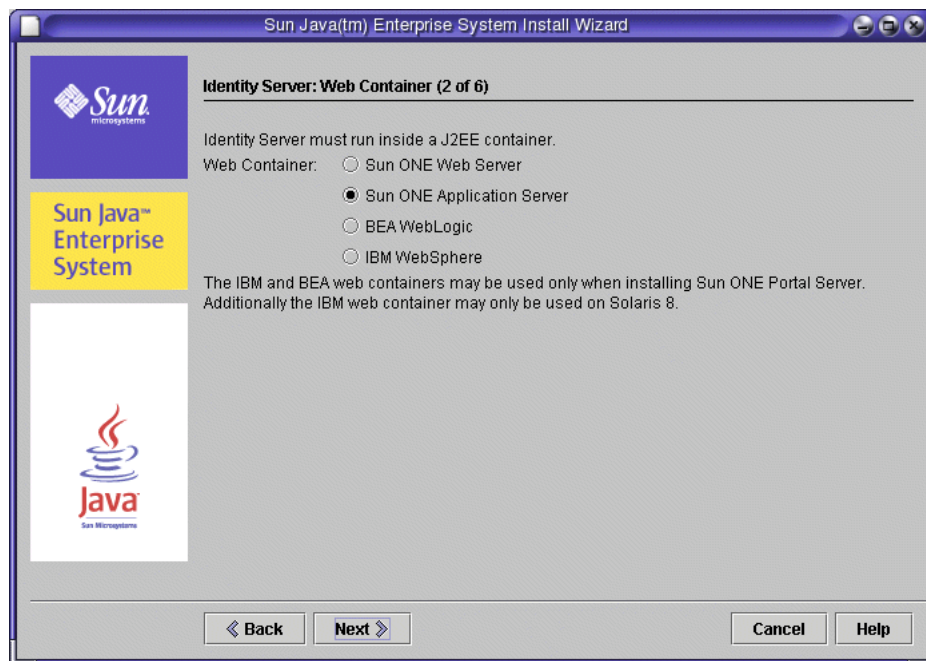 Sun Java(tm) Enterprise System Install Wizard
Sun
microsystems
Identity Server: Web Container (2 of 6)
Identity Server must run inside a J2EE container.
Web Container:
Sun ONE Web Server
Sun ONE Application Server
BEA WebLogic
IBM WebSphere
The IBM and BEA web containers may be used only when installing Sun ONE Portal Server.
Additionally the IBM web container may only be used on Solaris 8.
Sun Java™
Enterprise
System
Java
Sun Microsystems
Back
Next
Cancel
Help